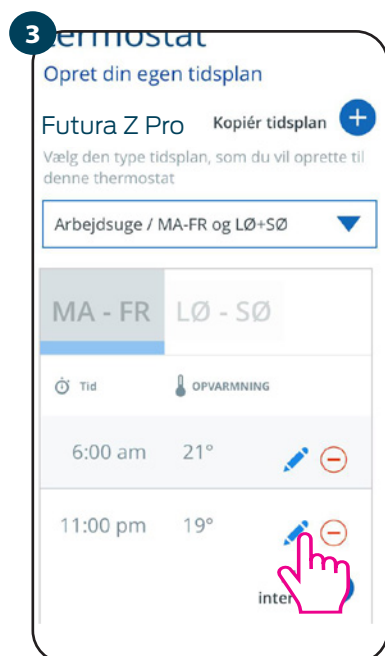 3
termostat
Opret din egen tidsplan
Futura Z Pro Kopiér tidsplan
Vælg den type tidsplan, som du vil oprette til
denne thermostat
Arbejdsuge / MA-FR og LØ+SØ
MA - FR LØ - SØ
Tid OPVARMNING
6:00 am 21°
11:00 pm 19°